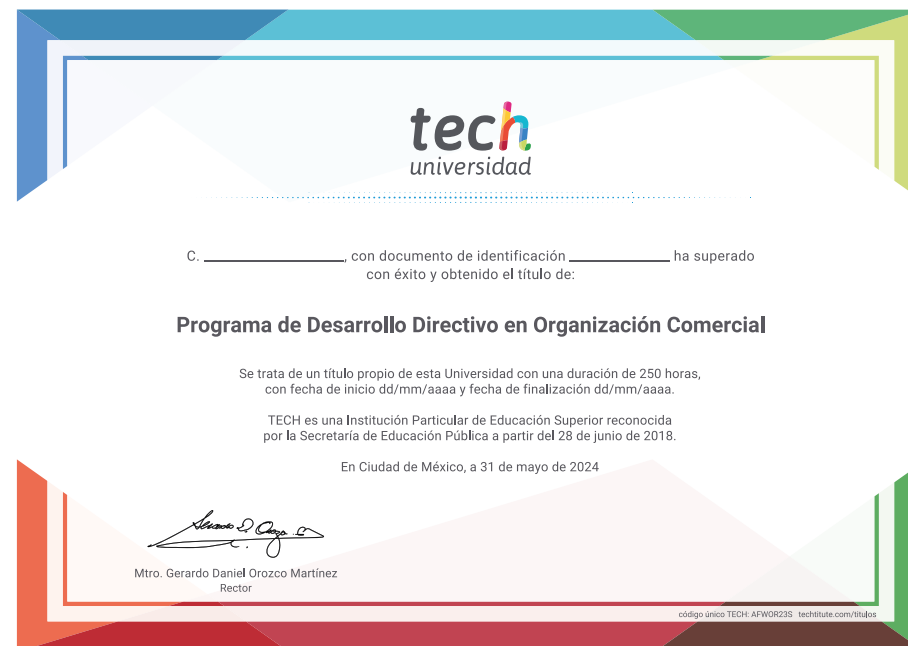 tech
universidad
C. ________________, con documento de identificación ____________ ha superado
con éxito y obtenido el título de:
Programa de Desarrollo Directivo en Organización Comercial
Se trata de un título propio de esta Universidad con una duración de 250 horas,
con fecha de inicio dd/mm/aaaa y fecha de finalización dd/mm/aaaa.
TECH es una Institución Particular de Educación Superior reconocida
por la Secretaría de Educación Pública a partir del 28 de junio de 2018.
En Ciudad de México, a 31 de mayo de 2024
Mtro. Gerardo Daniel Orozco Martínez
Rector
código único TECH: AFWOR23S techtitute.com/titulos